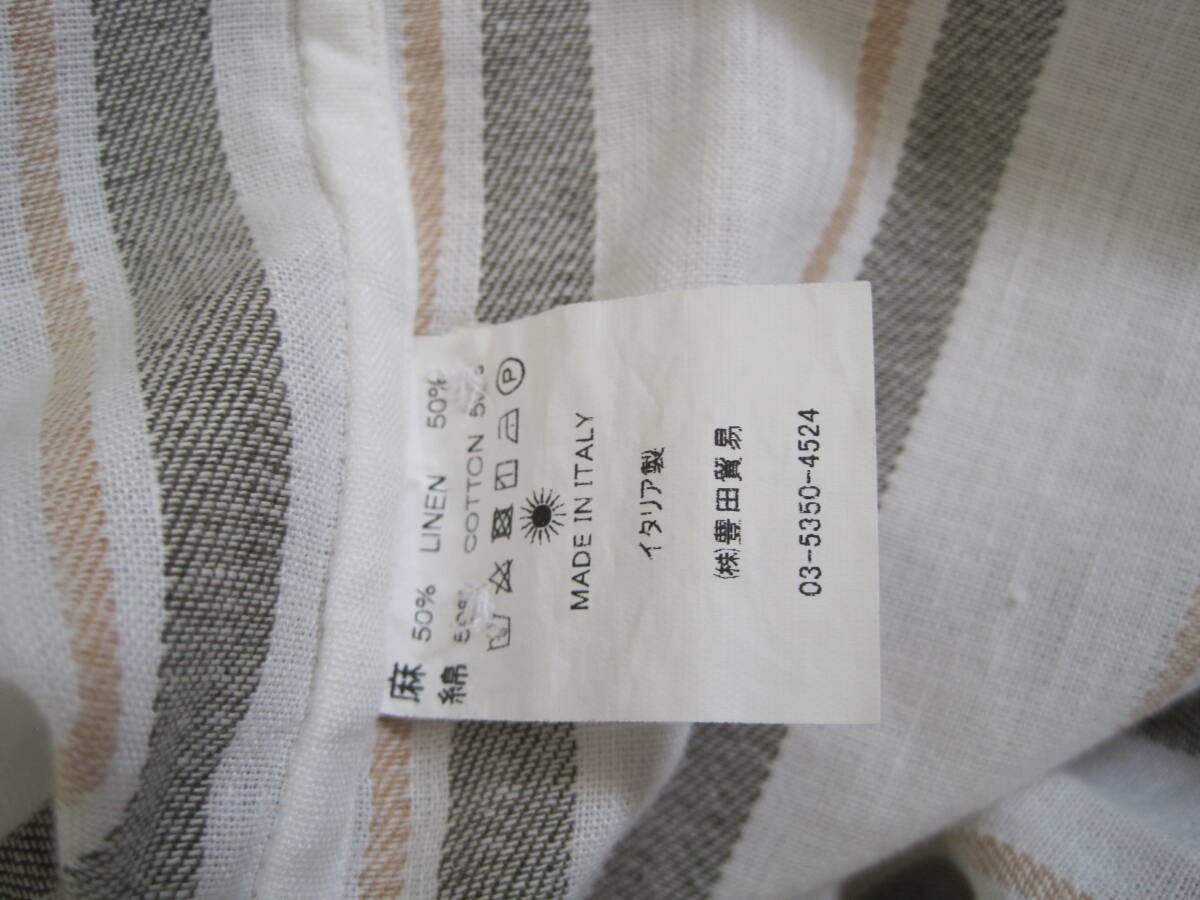 麻 50% LINEN 50%
綿 50% COTTON 50%
P
MADE IN ITALY
イタリア製
(株)豊田貿易
03-5350-4524